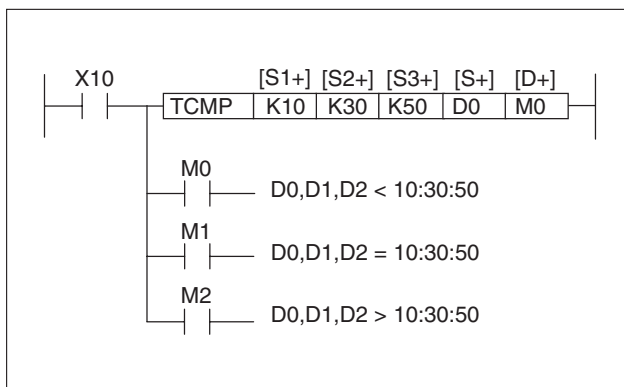 X10 [S1+] [S2+] [S3+] [S+] [D+]
TCMP K10 K30 K50 D0 M0
M0
D0,D1,D2 < 10:30:50
M1
D0,D1,D2 = 10:30:50
M2
D0,D1,D2 > 10:30:50